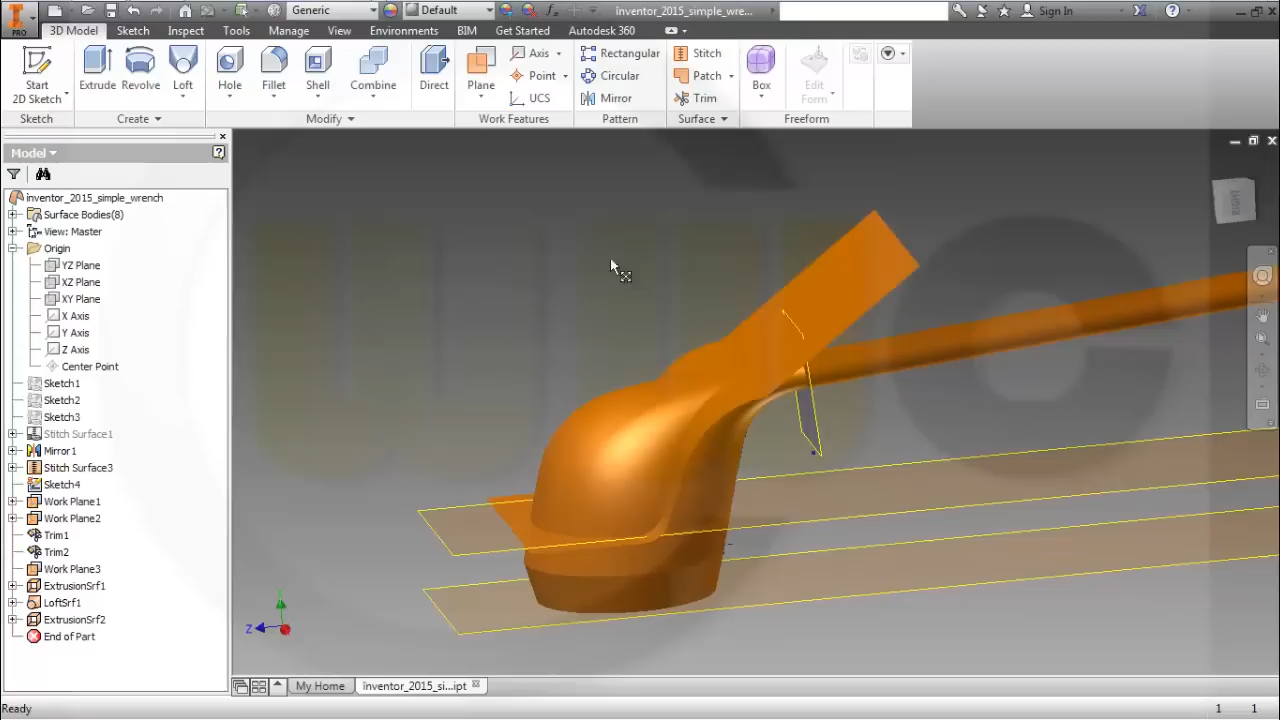 Generic
Default
fx
inventor_2015_simple_wre...
Sign In
PRO
3D Model
Sketch
Inspect
Tools
Manage
View
Environments
BIM
Get Started
Autodesk 360
Start
2D Sketch
Extrude
Revolve
Loft
Hole
Fillet
Shell
Combine
Direct
Plane
Axis
Point
UCS
Rectangular
Circular
Mirror
Stitch
Patch
Trim
Box
Edit
Form
Sketch
Create
Modify
Work Features
Pattern
Surface
Freeform
Model
inventor_2015_simple_wrench
Surface Bodies(8)
View: Master
Origin
YZ Plane
XZ Plane
XY Plane
X Axis
Y Axis
Z Axis
Center Point
Sketch1
Sketch2
Sketch3
Stitch Surface1
Mirror1
Stitch Surface3
Sketch4
Work Plane1
Work Plane2
Trim1
Trim2
Work Plane3
ExtrusionSrf1
LoftSrf1
ExtrusionSrf2
End of Part
RIGHT
Z
My Home
inventor_2015_si...ipt
Ready
1
1